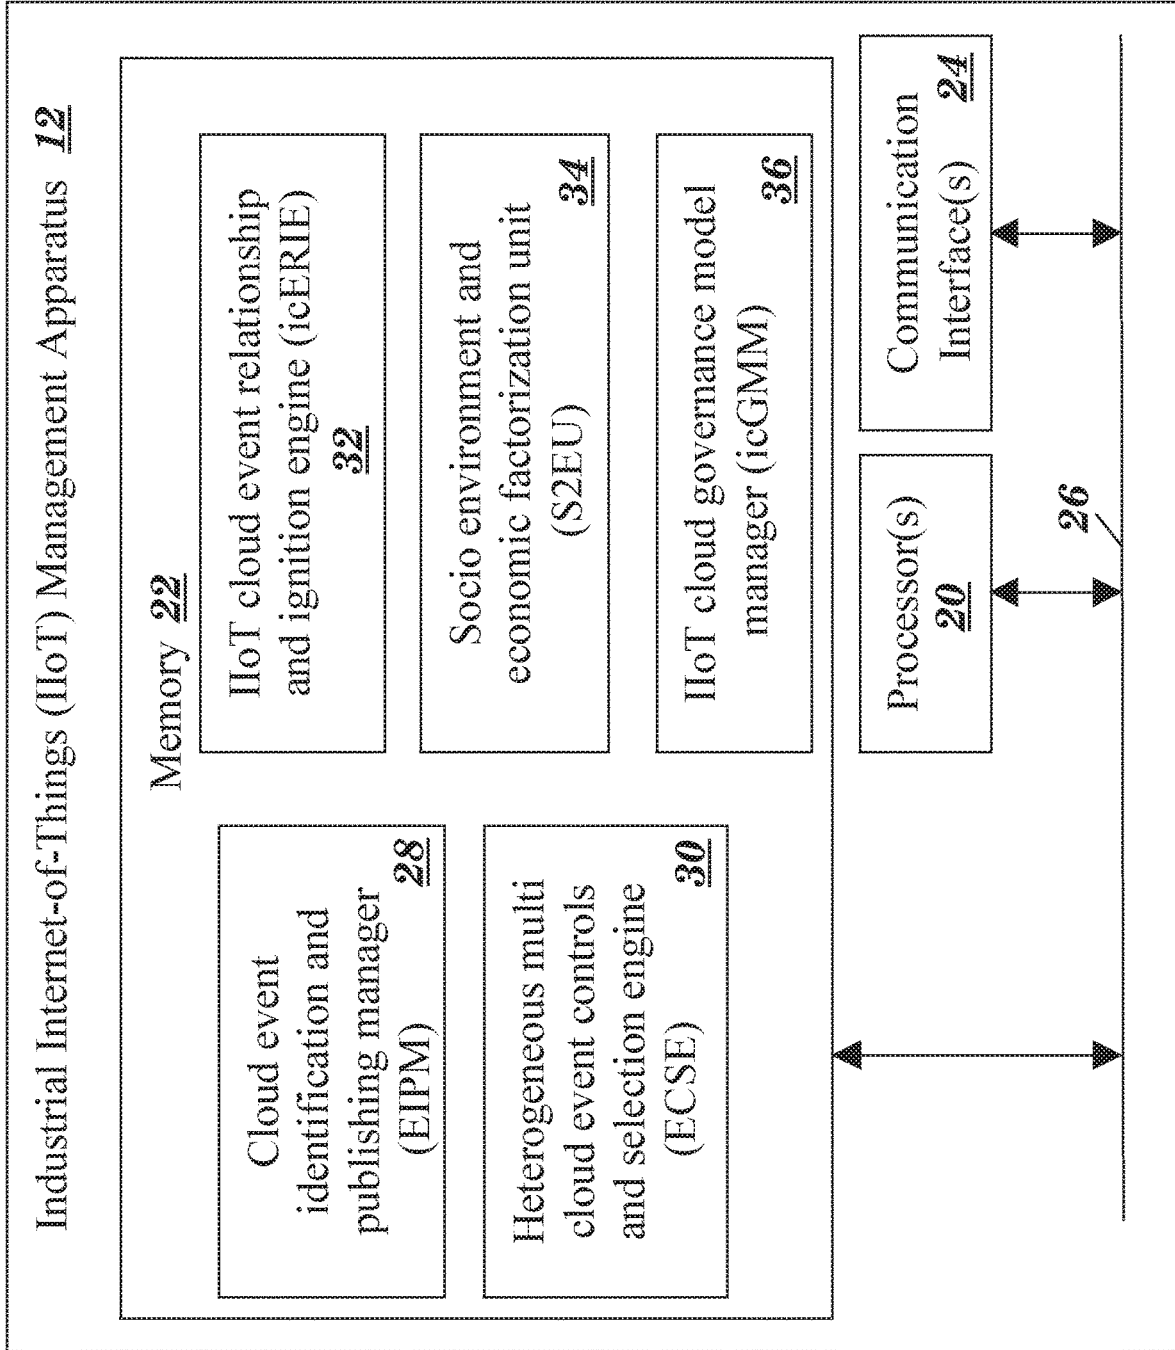 Industrial Internet-of-Things (IIoT) Management Apparatus 12
Memory 22
Cloud event
identification and
publishing manager
(EIPM)
28
Heterogeneous multi
cloud event controls
and selection engine
(ECSE)
30
IIoT cloud event relationship
and ignition engine (icERIE)
32
Socio environment and
economic factorization unit
(S2EU)
34
IIoT cloud governance model
manager (icGMM)
36
Processor(s)
20
Communication
Interface(s)
24
26